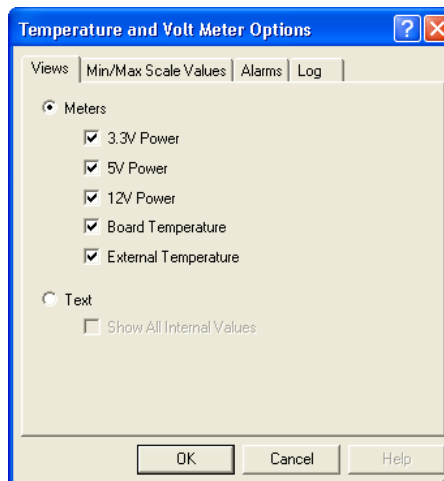 Temperature and Volt Meter Options
Views Min/Max Scale Values Alarms Log
Meters
3.3V Power
5V Power
12V Power
Board Temperature
External Temperature
Text
Show All Internal Values
OK Cancel Help